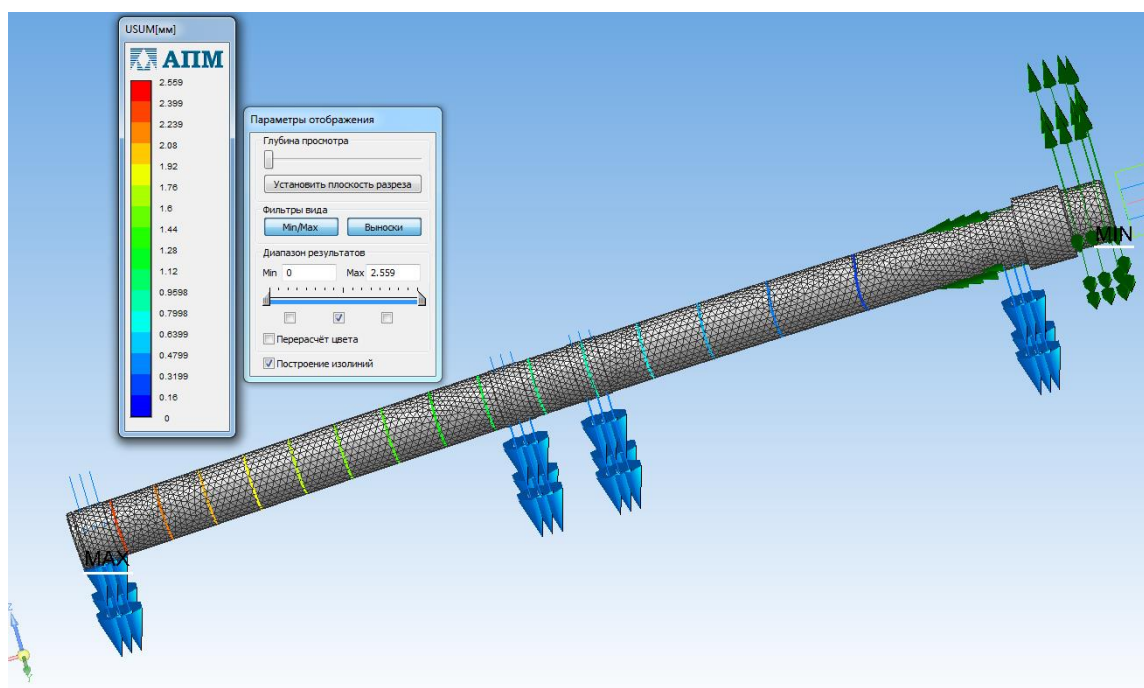 USUM[мм]
АПМ
2.559
2.399
2.239
2.08
1.92
1.76
1.6
1.44
1.28
1.12
0.9598
0.7998
0.6399
0.4799
0.3199
0.16
0
Параметры отображения
Глубина просмотра
Установить плоскость разреза
Фильтры вида
Min/Max Выноски
Диапазон результатов
Min 0 Max 2.559
Перерасчёт цвета
Построение изолиний
MIN
MAX
Z
Y